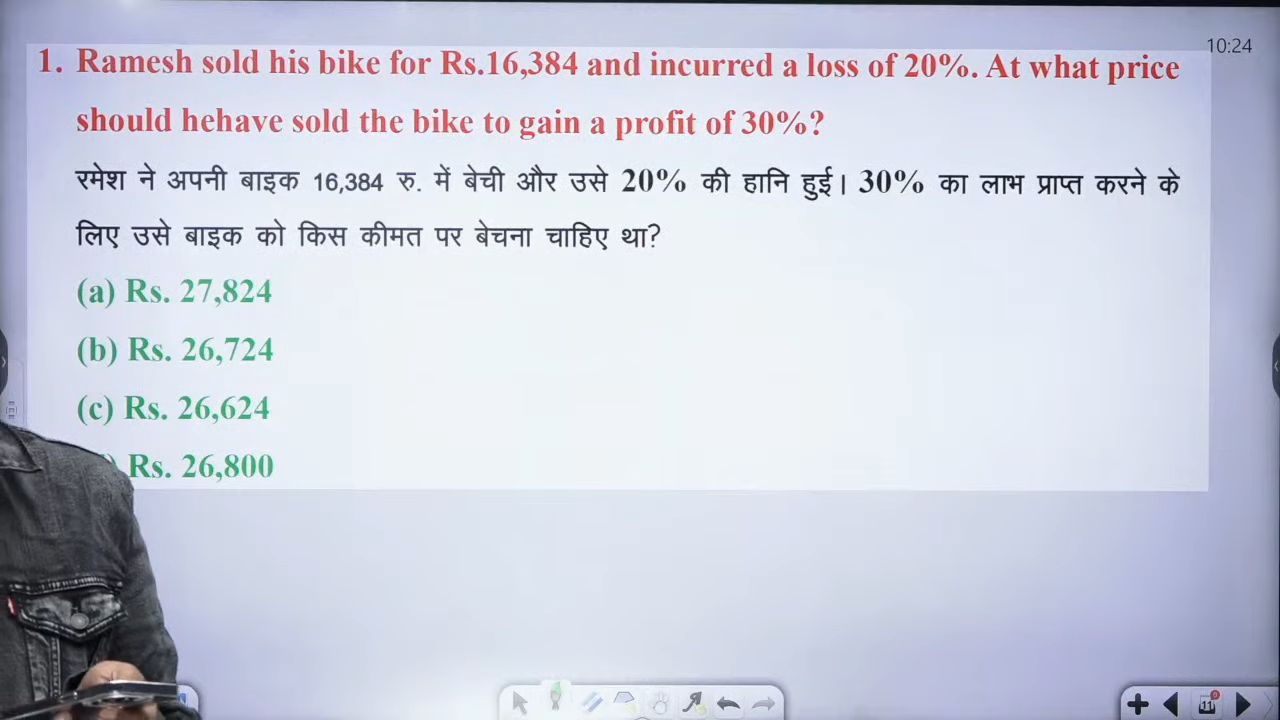 10:24
1. Ramesh sold his bike for Rs.16,384 and incurred a loss of 20%. At what price
should hehave sold the bike to gain a profit of 30%?
रमेश ने अपनी बाइक 16,384 रु. में बेची और उसे 20% की हानि हुई। 30% का लाभ प्राप्त करने के
लिए उसे बाइक को किस कीमत पर बेचना चाहिए था?
(a) Rs. 27,824
(b) Rs. 26,724
(c) Rs. 26,624
) Rs. 26,800
11